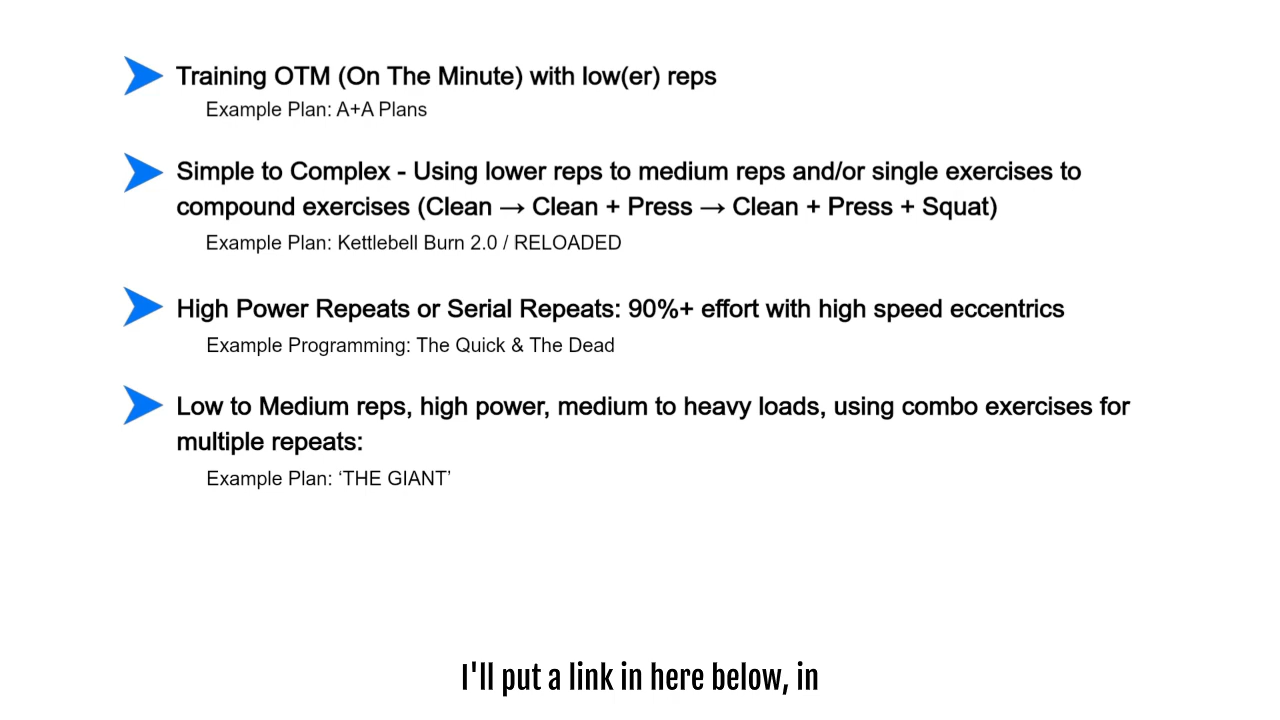 Training OTM (On The Minute) with low(er) reps
Example Plan: A+A Plans
Simple to Complex - Using lower reps to medium reps and/or single exercises to
compound exercises (Clean → Clean + Press → Clean + Press + Squat)
Example Plan: Kettlebell Burn 2.0 / RELOADED
High Power Repeats or Serial Repeats: 90%+ effort with high speed eccentrics
Example Programming: The Quick & The Dead
Low to Medium reps, high power, medium to heavy loads, using combo exercises for
multiple repeats:
Example Plan: ‘THE GIANT’
I'll put a link in here below, in